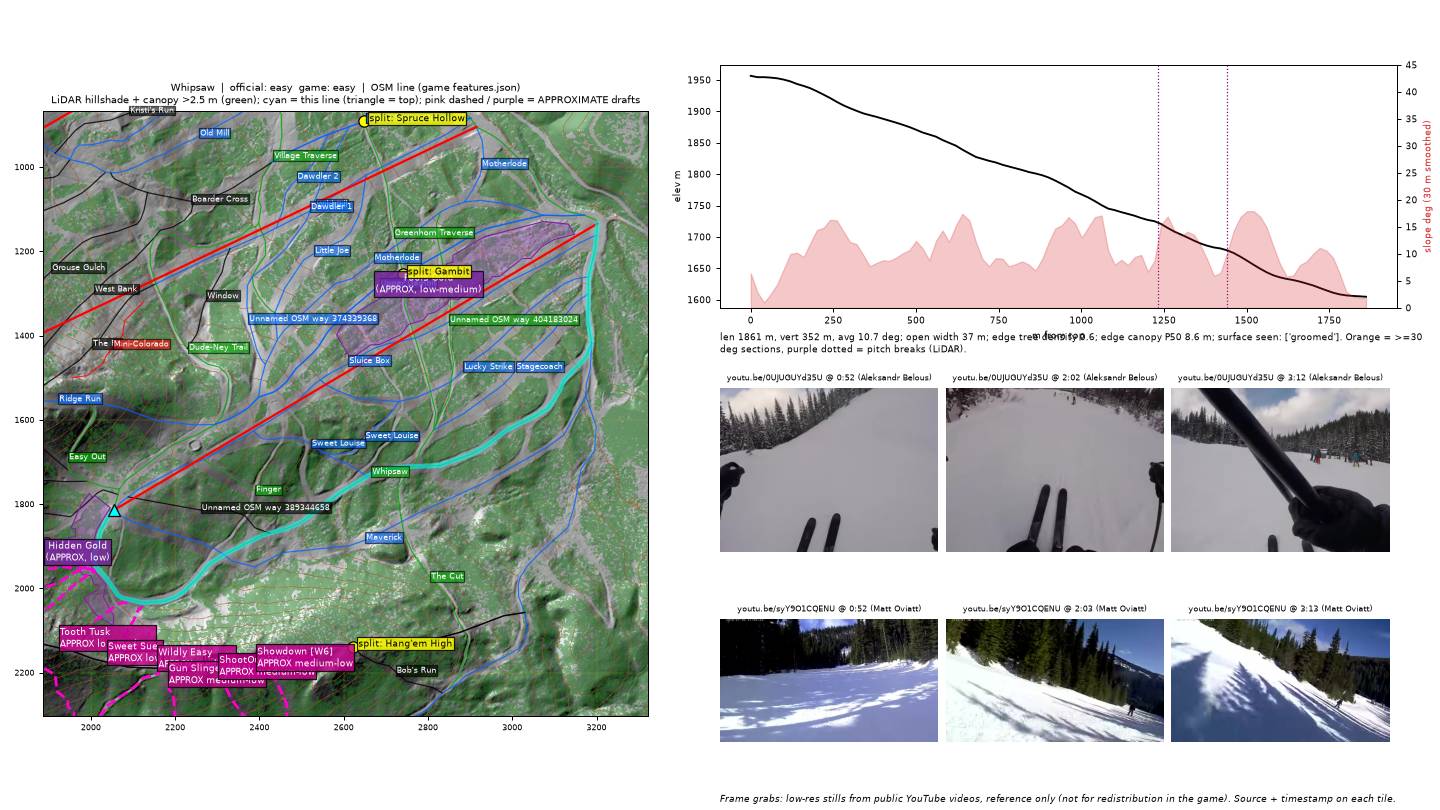 Whipsaw | official: easy game: easy | OSM line (game features.json)
LiDAR hillshade + canopy >2.5 m (green); cyan = this line (triangle = top); pink dashed / purple = APPROXIMATE drafts
Kristi's Run
split: Spruce Hollow
Old Mill
Village Traverse
Motherlode
1000
Dawdler 2
Boarder Cross
Dawdler 1
Greenhorn Traverse
1200
Little Joe
Motherlode
Grouse Gulch
split: Gambit
(APPROX, low-medium)
West Bank
Window
Unnamed OSM way 374339368
Unnamed OSM way 404183024
1400
Mini-Colorado
Dude-Ney Trail
Sluice Box
Lucky Strike
Stagecoach
Ridge Run
1600
Sweet Louise
Sweet Louise
Easy Out
Whipsaw
Finger
1800
Unnamed OSM way 389344658
Maverick
Hidden Gold
(APPROX, low)
The Cut
2000
Tooth Tusk
APPROX lo
Sweet Sue
APPROX lo
Wildly Easy
Gun Slinge
APPROX me
ShootO
APPROX
Showdown [W6]
APPROX medium-low
split: Hang'em High
Bob's Run
2200
2000 2200 2400 2600 2800 3000 3200
elev m
1950
1900
1850
1800
1750
1700
1650
1600
45
40
35
30
25
20
15
10
5
0
slope deg (30 m smoothed)
0 250 500 750 1000 1250 1500 1750
len 1861 m, vert 352 m, avg 10.7 deg; open width 37 m; edge tree density 0.6; edge canopy P50 8.6 m; surface seen: ['groomed']. Orange = >=30
deg sections, purple dotted = pitch breaks (LiDAR).
youtu.be/0UJUGUYd35U @ 0:52 (Aleksandr Belous)
youtu.be/0UJUGUYd35U @ 2:02 (Aleksandr Belous)
youtu.be/0UJUGUYd35U @ 3:12 (Aleksandr Belous)
youtu.be/syY9O1CQENU @ 0:52 (Matt Oviatt)
youtu.be/syY9O1CQENU @ 2:03 (Matt Oviatt)
youtu.be/syY9O1CQENU @ 3:13 (Matt Oviatt)
Frame grabs: low-res stills from public YouTube videos, reference only (not for redistribution in the game). Source + timestamp on each tile.